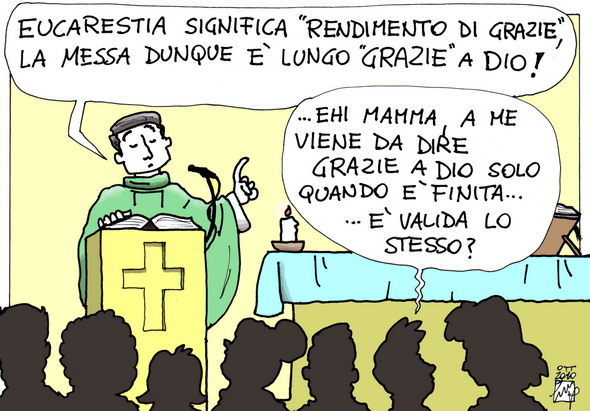 EUCARESTIA SIGNIFICA "RENDIMENTO DI GRAZIE",
LA MESSA DUNQUE E' LUNGO "GRAZIE" A DIO!
...EHI MAMMA, A ME
VIENE DA DIRE
GRAZIE A DIO SOLO
QUANDO E' FINITA...
...E' VALIDA LO
STESSO?
OTT
2010